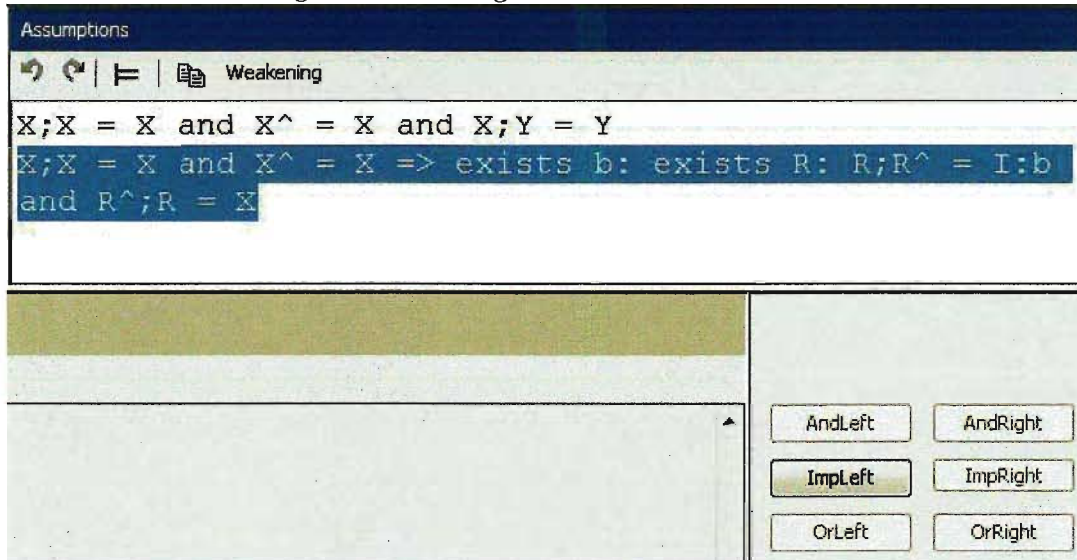 Assumptions
Weakening
X;X = X and X^ = X and X;Y = Y
X;X = X and X^ = X => exists b: exists R: R;R^ = I:b
and R^;R = X
AndLeft AndRight
ImpLeft ImpRight
OrLeft OrRight